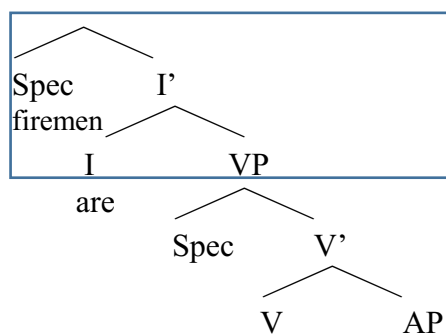 Spec I’
firemen
I VP
are
Spec V’
V AP